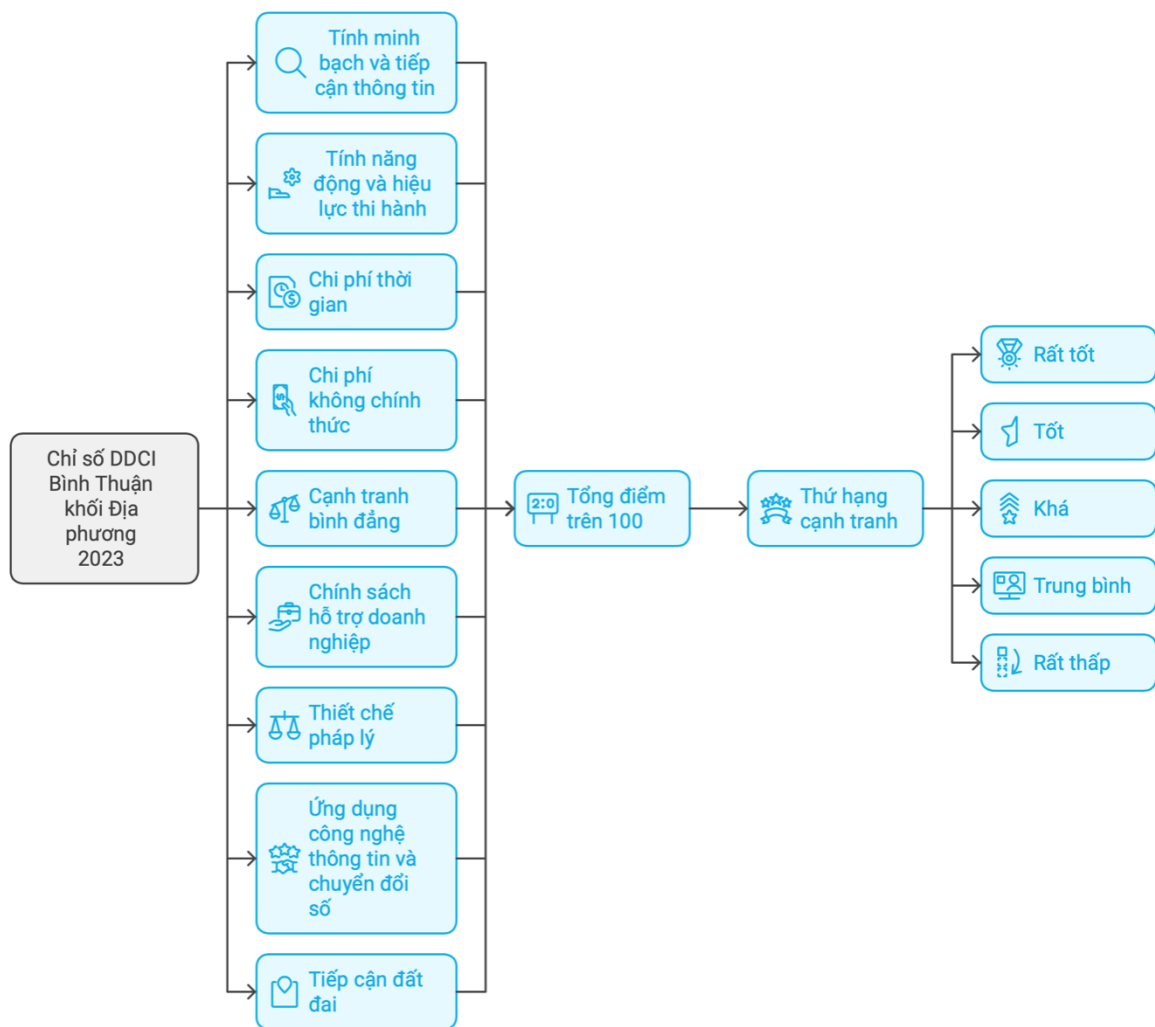 Tính minh
bạch và tiếp
cận thông tin
Tính năng
động và hiệu
lực thi hành
Chi phí thời
gian
Chi phí
không chính
thức
Chỉ số DDCI
Bình Thuận
khối Địa
phương
2023
Cạnh tranh
bình đẳng
Chính sách
hỗ trợ doanh
nghiệp
Thiết chế
pháp lý
Ứng dụng
công nghệ
thông tin và
chuyển đổi
số
Tiếp cận đất
đai
2:0
Tổng điểm
trên 100
Thứ hạng
cạnh tranh
Rất tốt
Tốt
Khá
Trung bình
Rất thấp